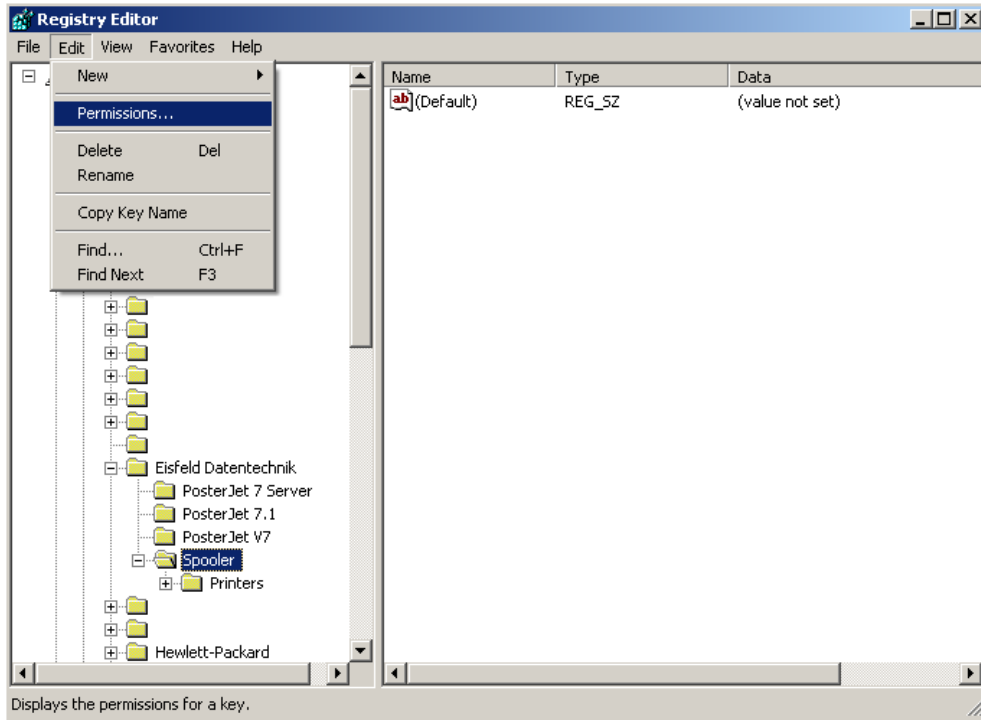 Registry Editor
File Edit View Favorites Help
New
Permissions...
Delete Del
Rename
Copy Key Name
Find... Ctrl+F
Find Next F3
Eisfeld Datentechnik
PosterJet 7 Server
PosterJet 7.1
PosterJet V7
Spooler
Printers
Hewlett-Packard
Name Type Data
ab (Default) REG_SZ (value not set)
Displays the permissions for a key.